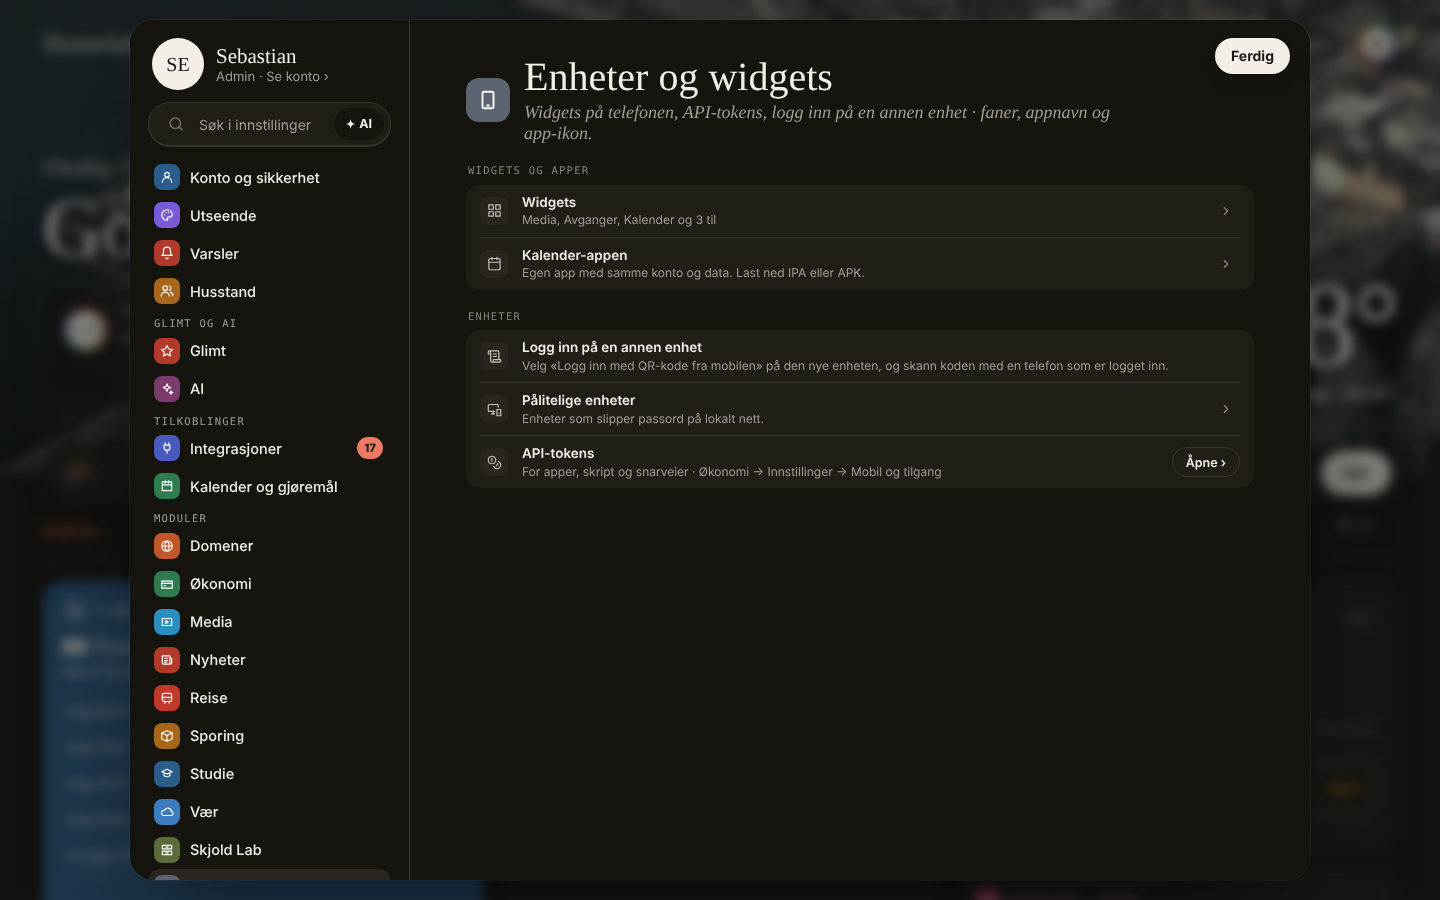 SE
Sebastian
Admin · Se konto ›
Søk i innstillinger
✦ AI
Konto og sikkerhet
Utseende
Varsler
Husstand
GLIMT OG AI
Glimt
AI
TILKOBLINGER
Integrasjoner
17
Kalender og gjøremål
MODULER
Domener
Økonomi
Media
Nyheter
Reise
Sporing
Studie
Vær
Skjold Lab
Ferdig
Enheter og widgets
Widgets på telefonen, API-tokens, logg inn på en annen enhet · faner, appnavn og
app-ikon.
WIDGETS OG APPER
Widgets
Media, Avganger, Kalender og 3 til
Kalender-appen
Egen app med samme konto og data. Last ned IPA eller APK.
ENHETER
Logg inn på en annen enhet
Velg «Logg inn med QR-kode fra mobilen» på den nye enheten, og skann koden med en telefon som er logget inn.
Pålitelige enheter
Enheter som slipper passord på lokalt nett.
API-tokens
For apper, skript og snarveier · Økonomi → Innstillinger → Mobil og tilgang
Åpne ›
8°